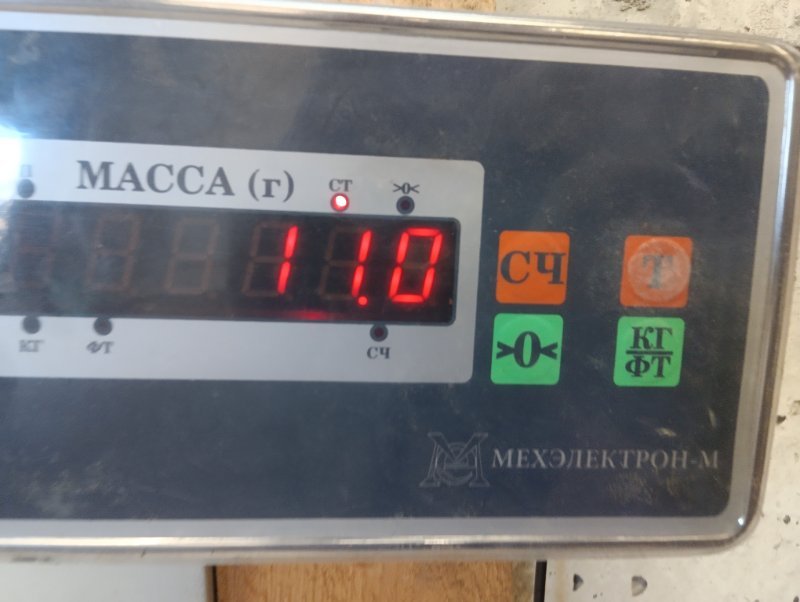 МАССА (г)
СТ
>0<
11.0
КГ
ФТ
СЧ
СЧ
Т
>0<
КГ
ФТ
МЕХЭЛЕКТРОН-М